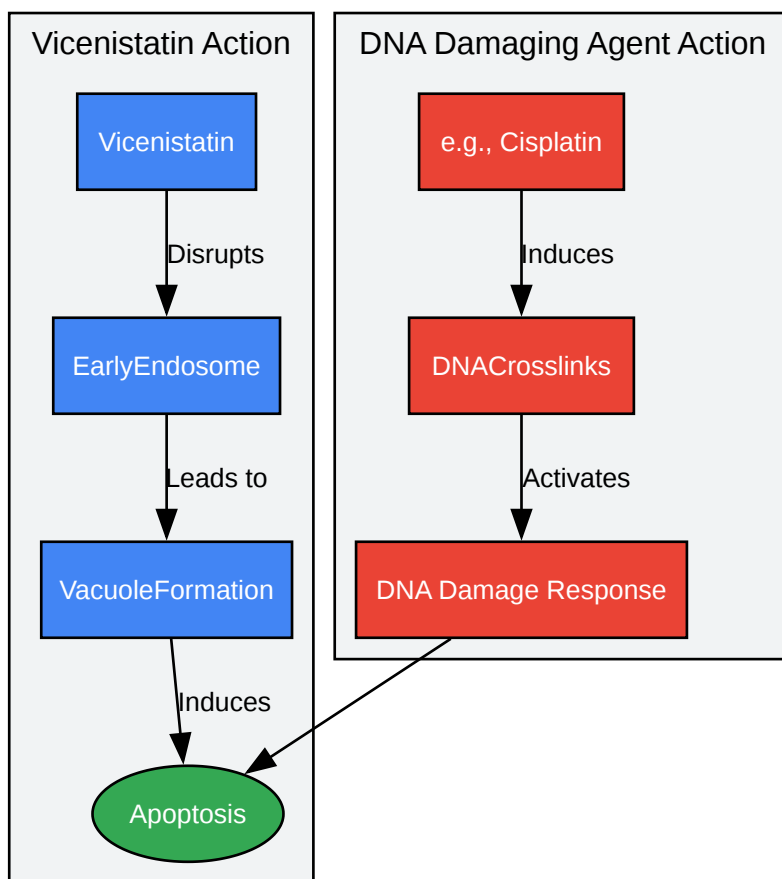 Vicenistatin Action
Vicenistatin
Disrupts
EarlyEndosome
Leads to
VacuoleFormation
Induces
Apoptosis
DNA Damaging Agent Action
e.g., Cisplatin
Induces
DNACrosslinks
Activates
DNA Damage Response